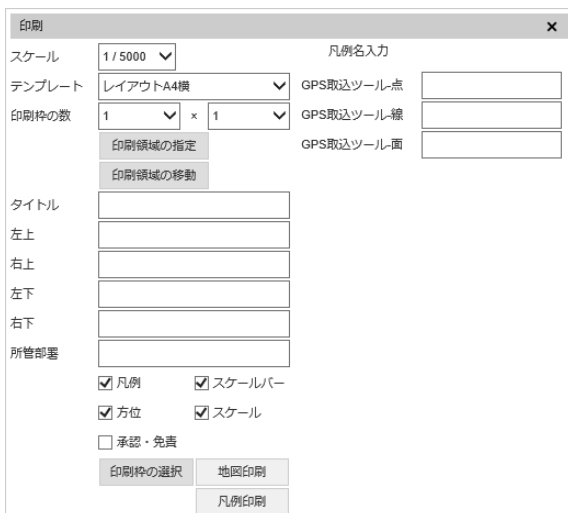 印刷 ×
スケール 1 / 5000
テンプレート レイアウトA4横
印刷枠の数 1 × 1
印刷領域の指定
印刷領域の移動
タイトル
左上
右上
左下
右下
所管部署
凡例 スケールバー
方位 スケール
承認・免責
印刷枠の選択 地図印刷
凡例印刷
凡例名入力
GPS取込ツール-点
GPS取込ツール-線
GPS取込ツール-面